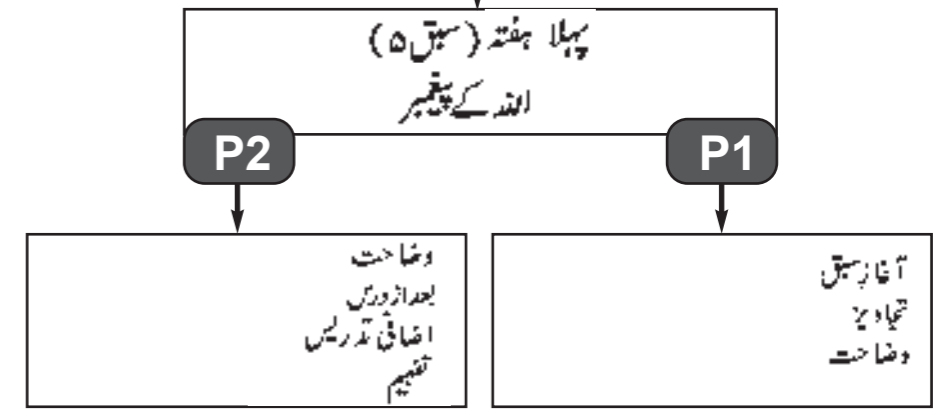 پہلا ہفتہ (سبق ۵)
اللہ کے پیغمبر
P1
آغازِ سبق
تجاویز
وضاحت
P2
وضاحت
بعد از درس
اضافی تدریس
تفہیم